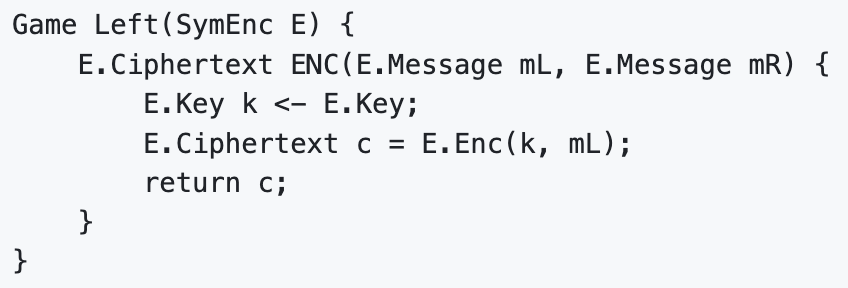 Game Left(SymEnc E) {
    E.Ciphertext ENC(E.Message mL, E.Message mR) {
        E.Key k <- E.Key;
        E.Ciphertext c = E.Enc(k, mL);
        return c;
    }
}